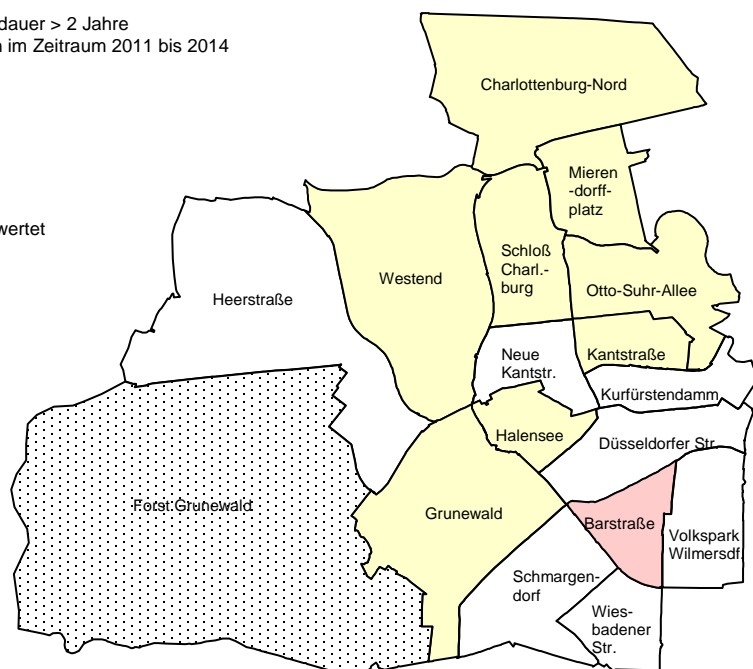 dauer > 2 Jahre
im Zeitraum 2011 bis 2014
Charlottenburg-Nord
Mieren
-dorff-
platz
wertet
Schloß
Charl.-
burg
Westend
Otto-Suhr-Allee
Heerstraße
Neue
Kantstr.
Kantstraße
Kurfürstendamm
Halensee
Düsseldorfer Str.
Forst Grunewald
Grunewald
Barstraße
Volkspark
Wilmersdf.
Schmargen-
dorf
Wies-
badener
Str.